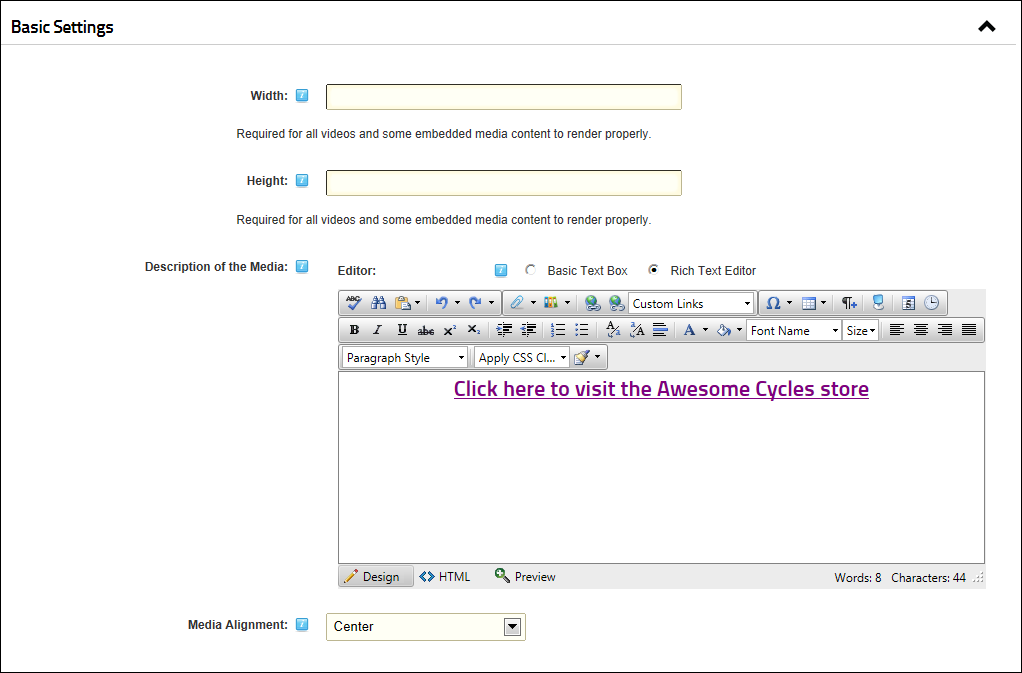 Basic Settings
Width:
Required for all videos and some embedded media content to render properly.
Height:
Required for all videos and some embedded media content to render properly.
Description of the Media:
Editor: Basic Text Box Rich Text Editor
ABC Custom Links Ω ¶
B I U abc x² x₂ A Font Name Size
Paragraph Style Apply CSS Cl...
Click here to visit the Awesome Cycles store
Design HTML Preview Words: 8 Characters: 44
Media Alignment: Center